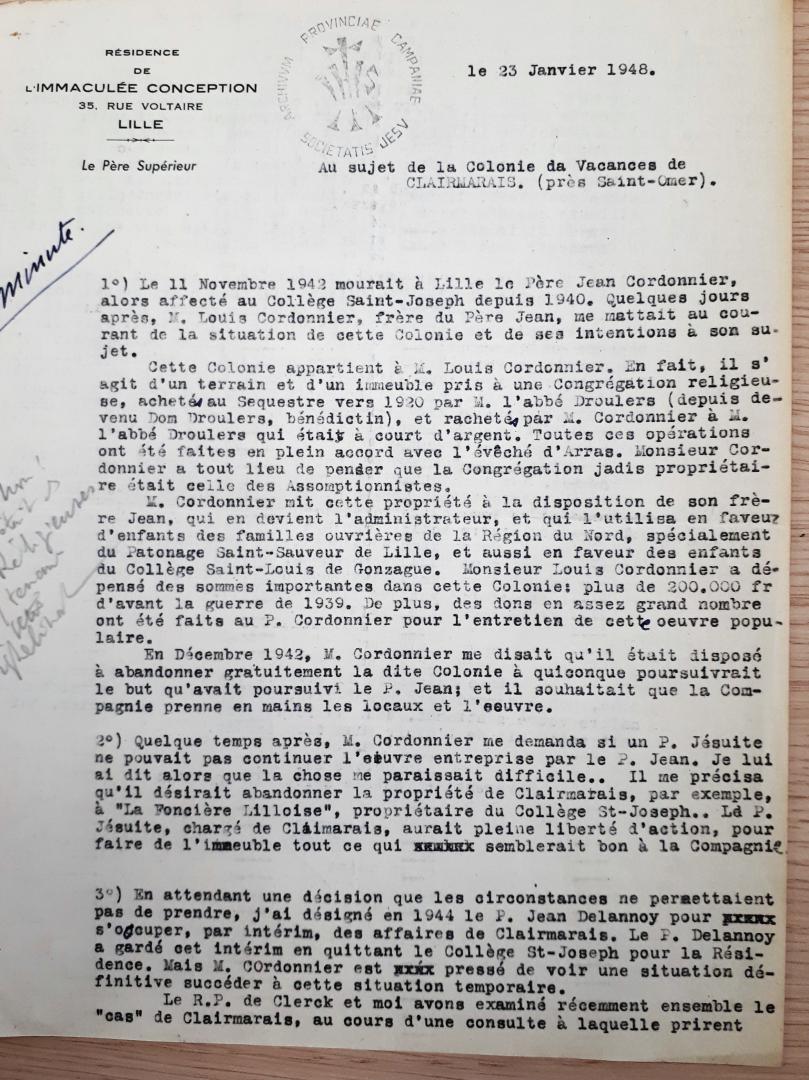 RÉSIDENCE
DE
L'IMMACULÉE CONCEPTION
35, RUE VOLTAIRE
LILLE
Le Père Supérieur
ARCHIVVM PROVINCIAE CAMPANIAE
SOCIETATIS JESV
le 23 Janvier 1948.
Au sujet de la Colonie da Vacances de
CLAIRMARAIS. (près Saint-Omer).
minute.
1°) Le 11 Novembre 1942 mourait à Lille le Père Jean Cordonnier,
alors affecté au Collège Saint-Joseph depuis 1940. Quelques jours
après, M. Louis Cordonnier, frère du Père Jean, me mattait au cou-
rant de la situation de cette Colonie et de ses intentions à son su-
jet.
Cette Colonie appartient à M. Louis Cordonnier. En fait, il s'
agit d'un terrain et d'un immeuble pris à une Congrégation religieu-
se, acheté au Sequestre vers 1920 par M. l'abbé Droulers (depuis de-
venu Dom Droulers, bénédictin), et racheté par M. Cordonnier à M.
l'abbé Droulers qui était à court d'argent. Toutes ces opérations
ont été faites en plein accord avec l'évêché d'Arras. Monsieur Cor-
donnier a tout lieu de penser que la Congrégation jadis propriétai-
re était celle des Assomptionnistes.
M. Cordonnier mit cette propriété à la disposition de son frè-
re Jean, qui en devient l'administrateur, et qui l'utilisa en faveur
d'enfants des familles ouvrières de la Région du Nord, spécialement
du Patonage Saint-Sauveur de Lille, et aussi en faveur des enfants
du Collège Saint-Louis de Gonzague. Monsieur Louis Cordonnier a dé-
pensé des sommes importantes dans cette Colonie: plus de 200.000 fr
d'avant la guerre de 1939. De plus, des dons en assez grand nombre
ont été faits au P. Cordonnier pour l'entretien de cette oeuvre popu-
laire.
En Décembre 1942, M. Cordonnier me disait qu'il était disposé
à abandonner gratuitement la dite Colonie à quiconque poursuivrait
le but qu'avait poursuivi le P. Jean; et il souhaitait que la Com-
pagnie prenne en mains les locaux et l'eeuvre.
2°) Quelque temps après, M. Cordonnier me demanda si un P. Jésuite
ne pouvait pas continuer l'oeuvre entreprise par le P. Jean. Je lui
ai dit alors que la chose me paraissait difficile.. Il me précisa
qu'il désirait abandonner la propriété de Clairmarais, par exemple,
à "La Foncière Lilloise", propriétaire du Collège St-Joseph.. Ld P.
Jésuite, chargé de Claimarais, aurait pleine liberté d'action, pour
faire de l'immeuble tout ce qui semblerait bon à la Compagnie.
3°) En attendant une décision que les circonstances ne permettaient
pas de prendre, j'ai désigné en 1944 le P. Jean Delannoy pour
s'occuper, par intérim, des affaires de Clairmarais. Le P. Delannoy
a gardé cet intérim en quittant le Collège St-Joseph pour la Rési-
dence. Mais M. COrdonnier est pressé de voir une situation dé-
finitive succéder à cette situation temporaire.
Le R.P. de Clerck et moi avons examiné récemment ensemble le
"cas" de Clairmarais, au cours d'une consulte à laquelle prirent